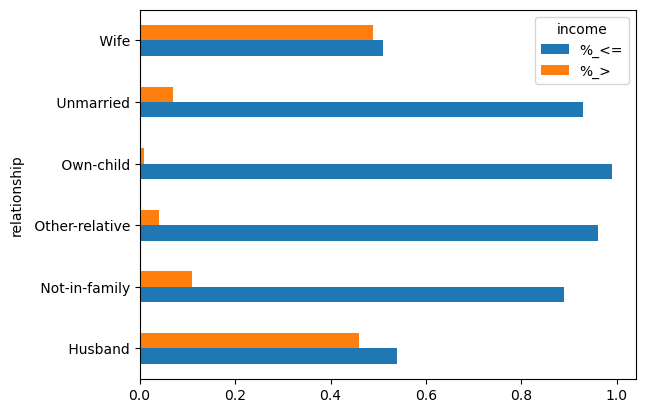 income
%_<=
%_>
Wife
Unmarried
Own-child
Other-relative
Not-in-family
Husband
relationship
0.0 0.2 0.4 0.6 0.8 1.0